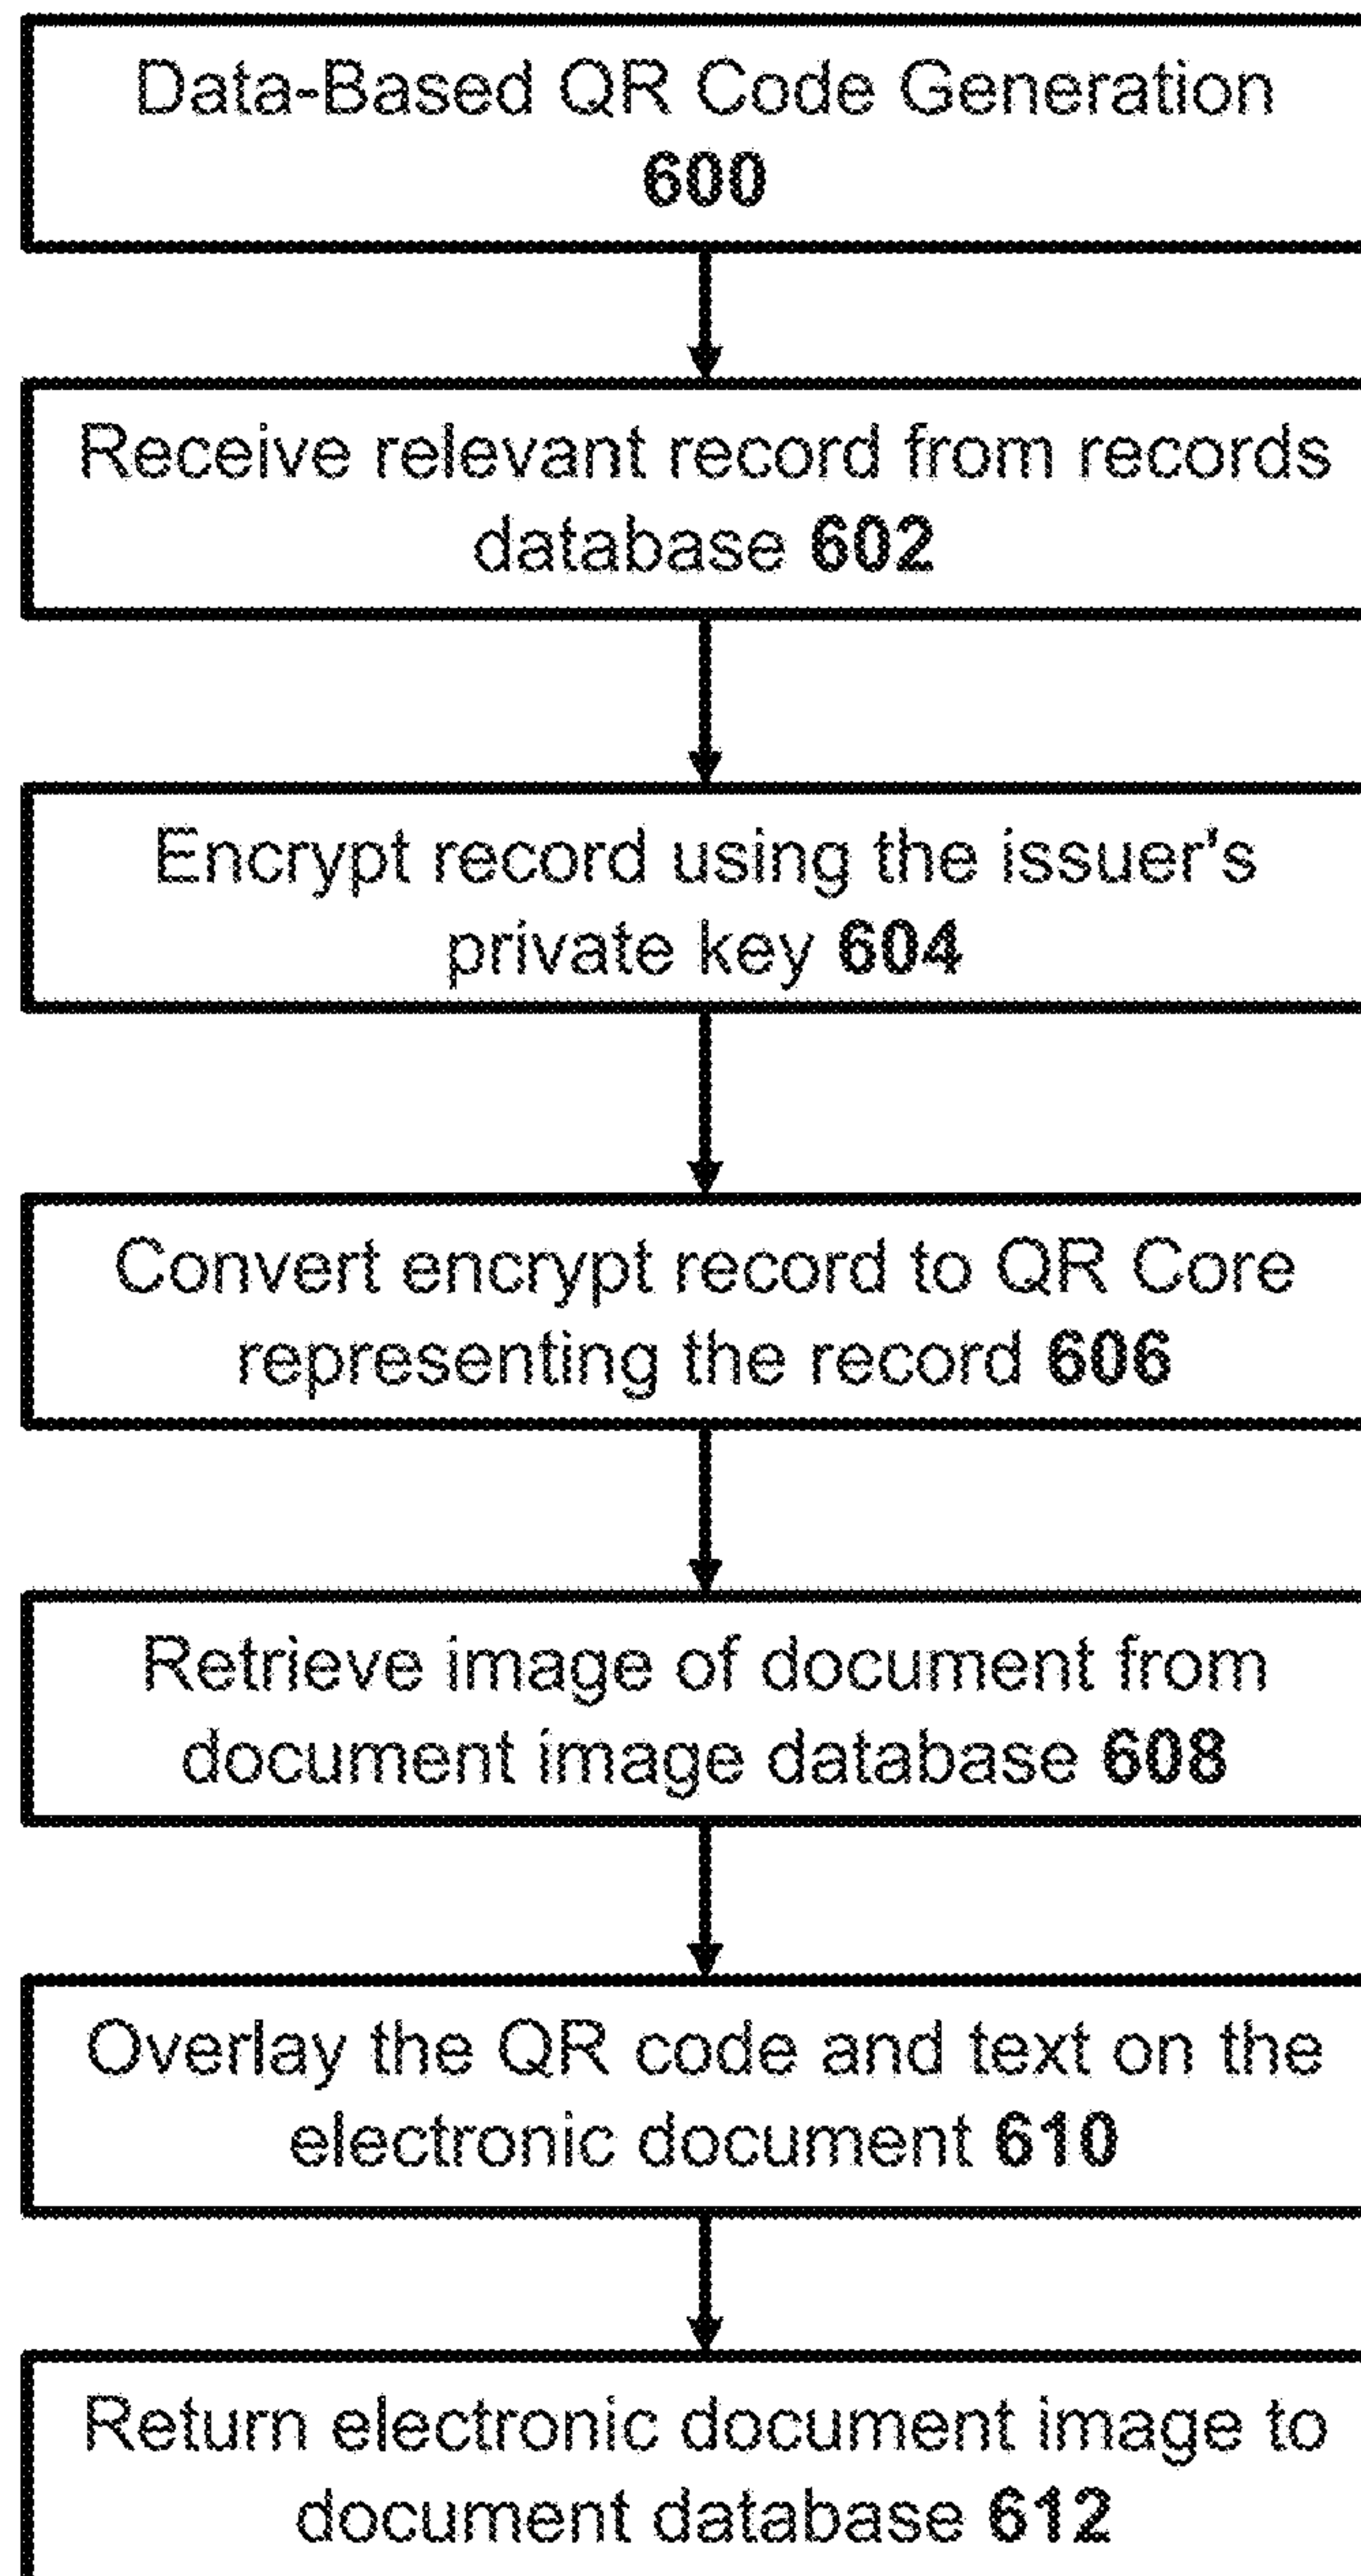 Data-Based QR Code Generation
600
Receive relevant record from records
database 602
Encrypt record using the issuer's
private key 604
Convert encrypt record to QR Core
representing the record 606
Retrieve image of document from
document image database 608
Overlay the QR code and text on the
electronic document 610
Return electronic document image to
document database 612